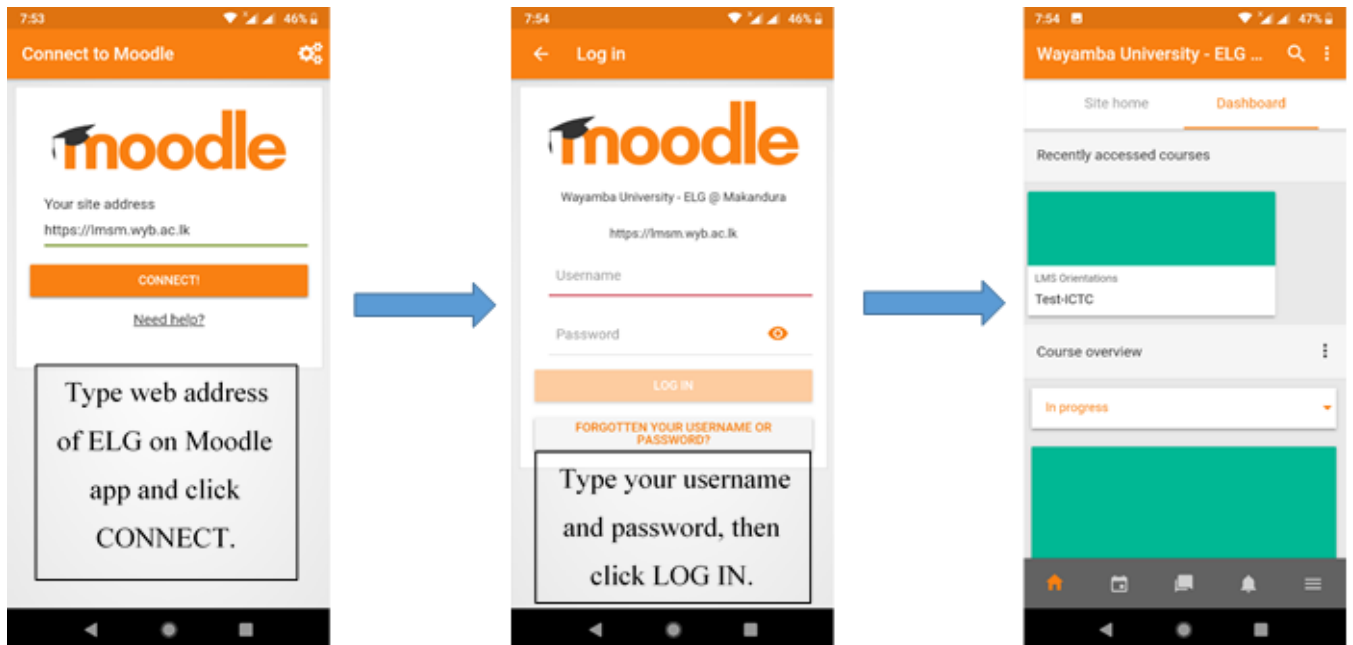 7:53
46%
Connect to Moodle
moodle
Your site address
https://lmsm.wyb.ac.lk
CONNECT!
Need help?
Type web address
of ELG on Moodle
app and click
CONNECT.
7:54
46%
Log in
moodle
Wayamba University - ELG @ Makandura
https://lmsm.wyb.ac.lk
Username
Password
LOG IN
FORGOTTEN YOUR USERNAME OR
PASSWORD?
Type your username
and password, then
click LOG IN.
7:54
47%
Wayamba University - ELG ...
Site home
Dashboard
Recently accessed courses
LMS Orientations
Test-ICTC
Course overview
In progress